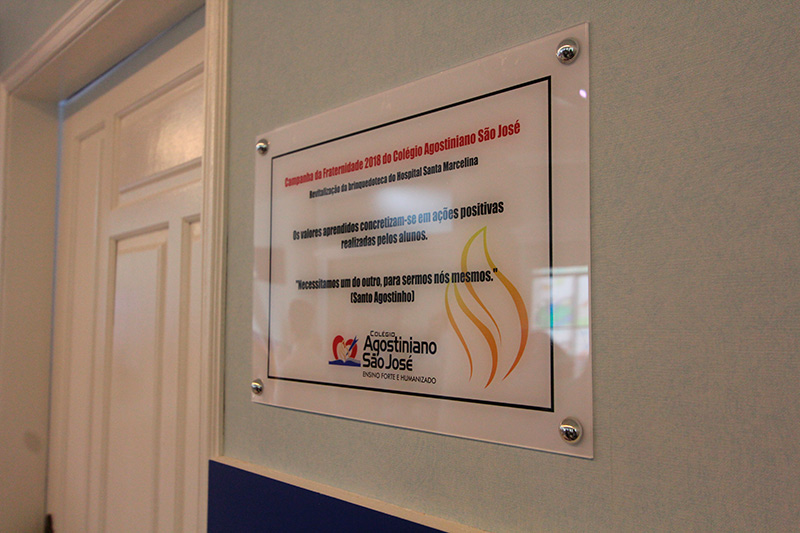 Campanha da Fraternidade 2018 do Colégio Agostiniano São José
Revitalização da brinquedoteca do Hospital Santa Marcelina
Os valores aprendidos concretizam-se em ações positivas
realizadas pelos alunos.
"Necessitamos um do outro, para sermos nós mesmos."
(Santo Agostinho)
COLÉGIO
Agostiniano
São José
ENSINO FORTE E HUMANIZADO